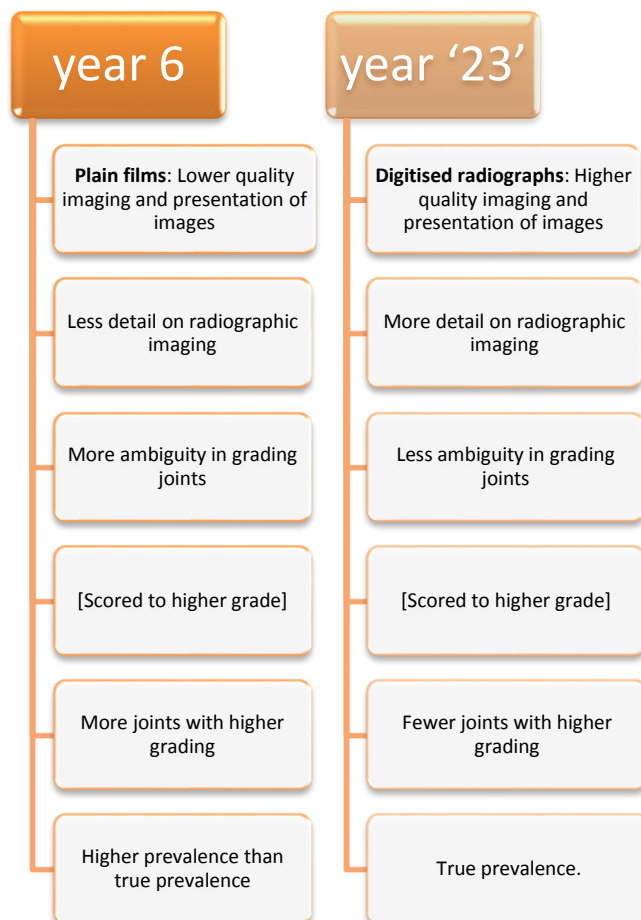 year 6
Plain films: Lower quality
imaging and presentation of
images
Less detail on radiographic
imaging
More ambiguity in grading
joints
[Scored to higher grade]
More joints with higher
grading
Higher prevalence than
true prevalence
year ‘23’
Digitised radiographs: Higher
quality imaging and
presentation of images
More detail on radiographic
imaging
Less ambiguity in grading
joints
[Scored to higher grade]
Fewer joints with higher
grading
True prevalence.